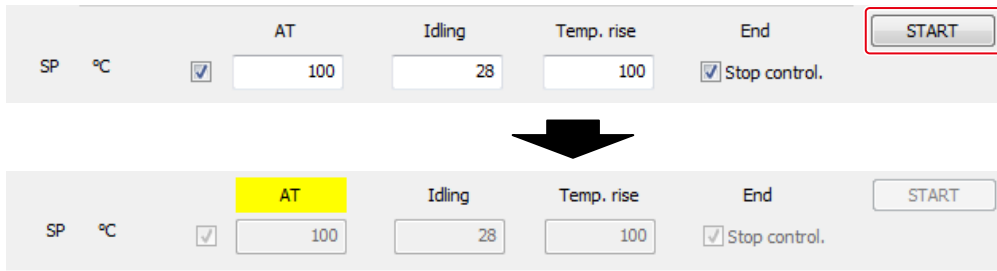 AT Idling Temp. rise End START
SP °C 100 28 100 Stop control.
AT Idling Temp. rise End START
SP °C 100 28 100 Stop control.